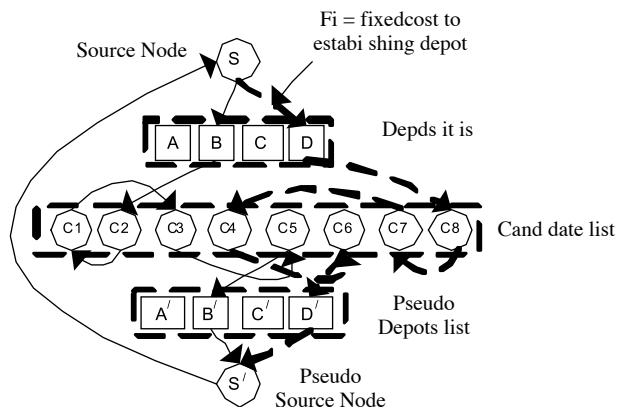 Fi = fixedcost to
estabi shing depot
Source Node
S
A B C D
Depds it is
C1 C2 C3 C4 C5 C6 C7 C8
Cand date list
A/ B/ C/ D/
Pseudo
Depots list
S/
Pseudo
Source Node